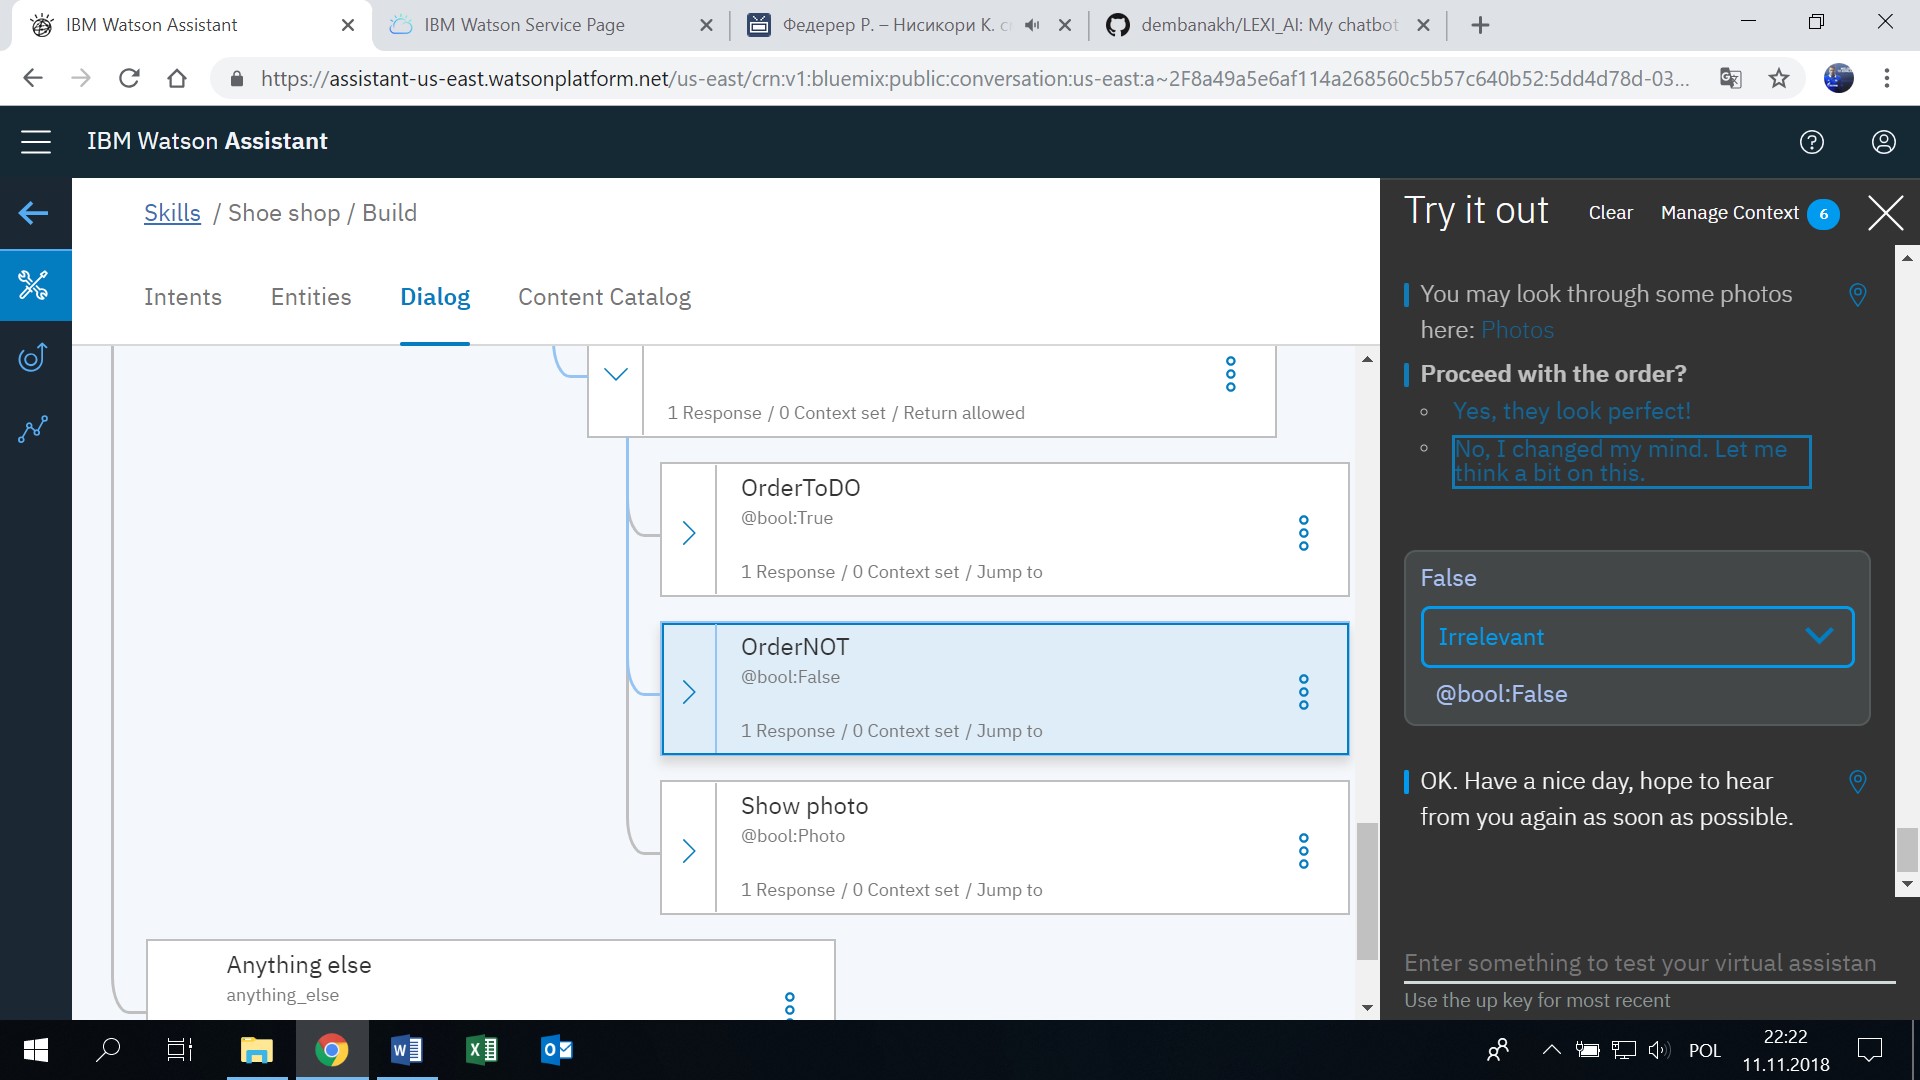 IBM Watson Assistant
IBM Watson Service Page
Федерер Р. – Нисикори К.
dembanakh/LEXI_AI: My chatbot
https://assistant-us-east.watsonplatform.net/us-east/crn:v1:bluemix:public:conversation:us-east:a~2F8a49a5e6af114a268560c5b57c640b52:5dd4d78d-03...
IBM Watson Assistant
Skills / Shoe shop / Build
Intents
Entities
Dialog
Content Catalog
1 Response / 0 Context set / Return allowed
OrderToDO
@bool:True
1 Response / 0 Context set / Jump to
OrderNOT
@bool:False
1 Response / 0 Context set / Jump to
Show photo
@bool:Photo
1 Response / 0 Context set / Jump to
Anything else
anything_else
Try it out
Clear
Manage Context 6
You may look through some photos
here: Photos
Proceed with the order?
Yes, they look perfect!
No, I changed my mind. Let me
think a bit on this.
False
Irrelevant
@bool:False
OK. Have a nice day, hope to hear
from you again as soon as possible.
Enter something to test your virtual assistan
Use the up key for most recent
POL
22:22
11.11.2018